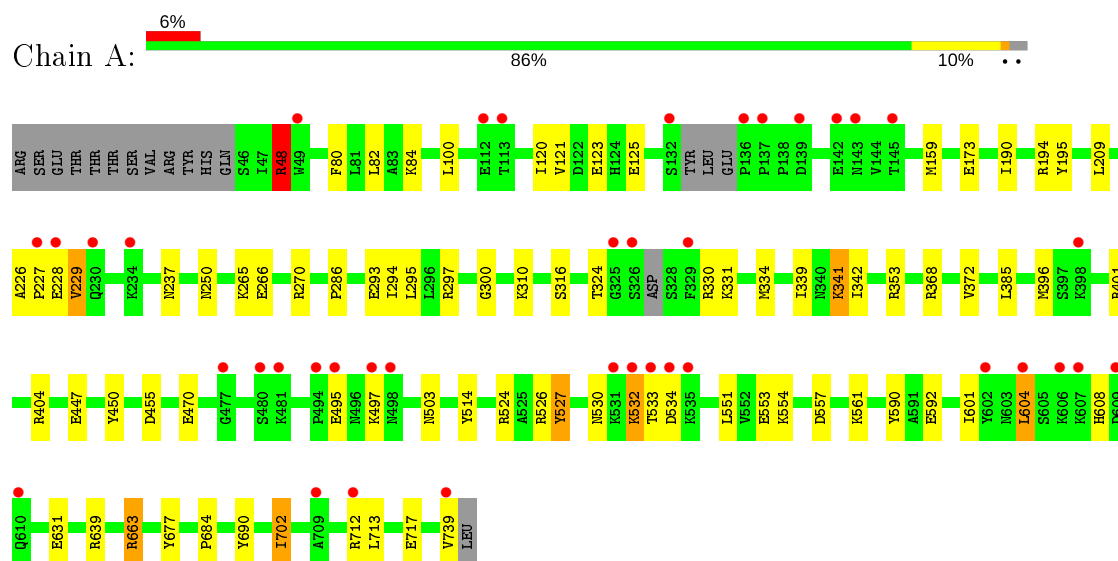 6%
Chain A:
86% 10% • •
ARG SER GLU THR THR THR SER VAL ARG TYR HIS GLN S46 I47 R48 W49 F80 L81 L82 A83 K84 L100 E112 T113 I120 V121 D122 E123 H124 E125 S132 TYR LEU GLU P136 P137 P138 D139 E142 N143 V144 T145 M159 E173 I190 R194 Y195 L209
A226 P227 E228 V229 Q230 K234 N237 N250 K265 E266 R270 P286 E293 I294 L295 L296 R297 G300 K310 S316 T324 G325 S326 ASP S328 F329 R330 K331 M334 I339 N340 K341 I342 R353 R368 V372 L385 M396 S397 K398 R401
R404 E447 Y450 D455 E470 G477 S480 K481 P494 E495 N496 K497 N498 N503 Y514 R524 A525 R526 Y527 N530 K531 K532 T533 D534 K535 L551 V552 E553 K554 D557 K561 Y590 A591 E592 I601 Y602 N603 L604 S605 K606 K607 H608 D609
Q610 E631 R639 R663 Y677 P684 Y690 I702 A709 R712 L713 E717 V739 LEU